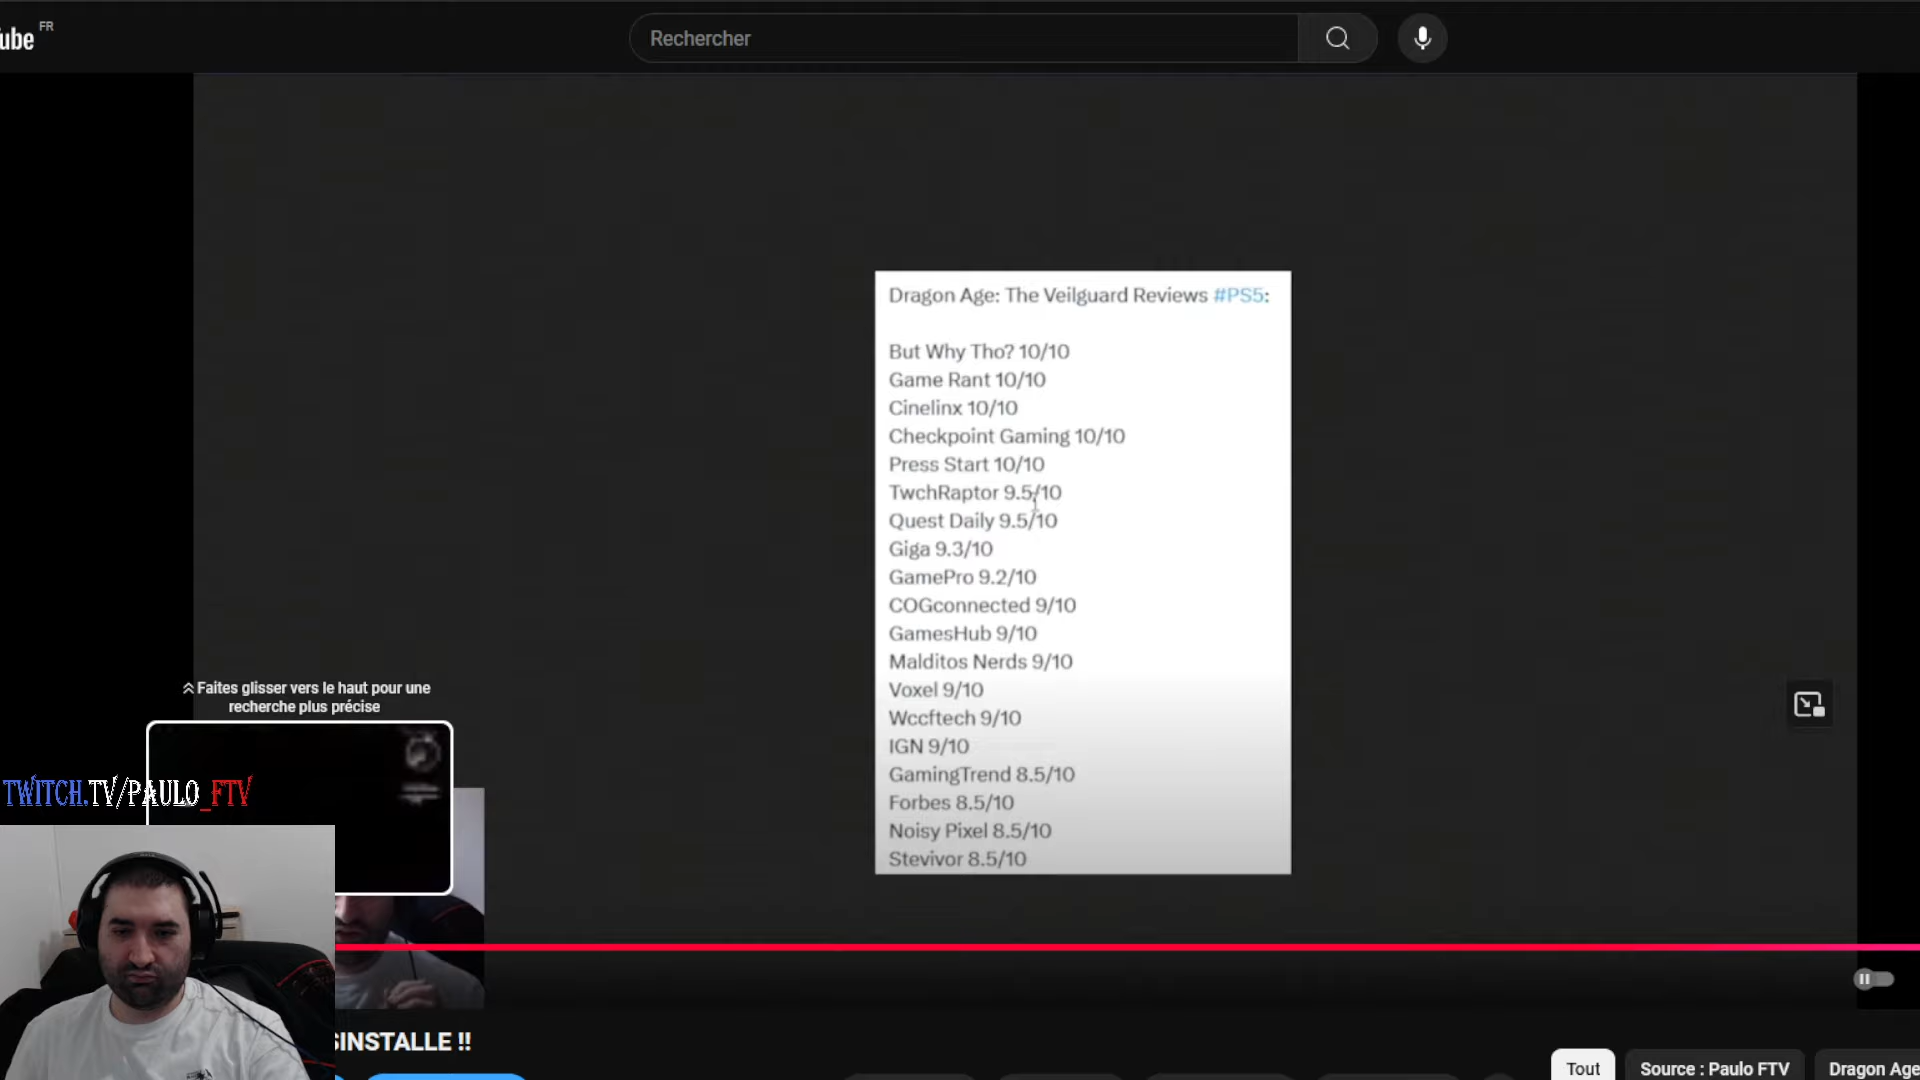 ube FR
Rechercher
Dragon Age: The Veilguard Reviews #PS5:
But Why Tho? 10/10
Game Rant 10/10
Cinelinx 10/10
Checkpoint Gaming 10/10
Press Start 10/10
TwchRaptor 9.5/10
Quest Daily 9.5/10
Giga 9.3/10
GamePro 9.2/10
COGconnected 9/10
GamesHub 9/10
Malditos Nerds 9/10
Voxel 9/10
Wccftech 9/10
IGN 9/10
GamingTrend 8.5/10
Forbes 8.5/10
Noisy Pixel 8.5/10
Stevivor 8.5/10
Faites glisser vers le haut pour une
recherche plus précise
TWITCH.TV/PAULO_FTV
SINSTALLE !!
Tout
Source : Paulo FTV
Dragon Age